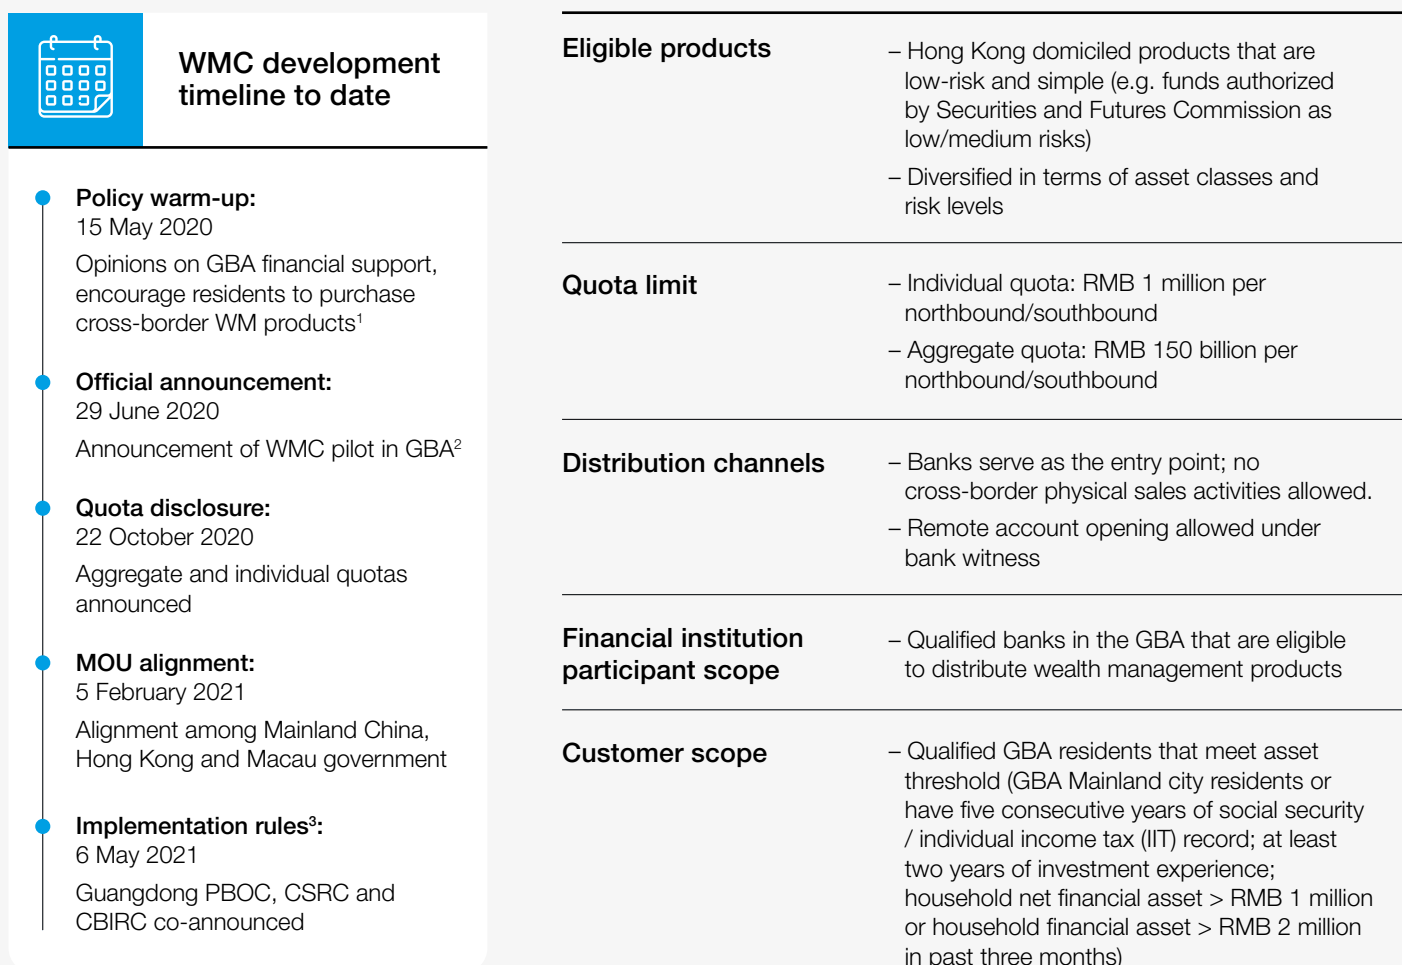 WMC development
timeline to date
Policy warm-up:
15 May 2020
Opinions on GBA financial support,
encourage residents to purchase
cross-border WM products¹
Official announcement:
29 June 2020
Announcement of WMC pilot in GBA²
Quota disclosure:
22 October 2020
Aggregate and individual quotas
announced
MOU alignment:
5 February 2021
Alignment among Mainland China,
Hong Kong and Macau government
Implementation rules³:
6 May 2021
Guangdong PBOC, CSRC and
CBIRC co-announced
Eligible products
– Hong Kong domiciled products that are
low-risk and simple (e.g. funds authorized
by Securities and Futures Commission as
low/medium risks)
– Diversified in terms of asset classes and
risk levels
Quota limit
– Individual quota: RMB 1 million per
northbound/southbound
– Aggregate quota: RMB 150 billion per
northbound/southbound
Distribution channels
– Banks serve as the entry point; no
cross-border physical sales activities allowed.
– Remote account opening allowed under
bank witness
Financial institution
participant scope
– Qualified banks in the GBA that are eligible
to distribute wealth management products
Customer scope
– Qualified GBA residents that meet asset
threshold (GBA Mainland city residents or
have five consecutive years of social security
/ individual income tax (IIT) record; at least
two years of investment experience;
household net financial asset > RMB 1 million
or household financial asset > RMB 2 million
in past three months)